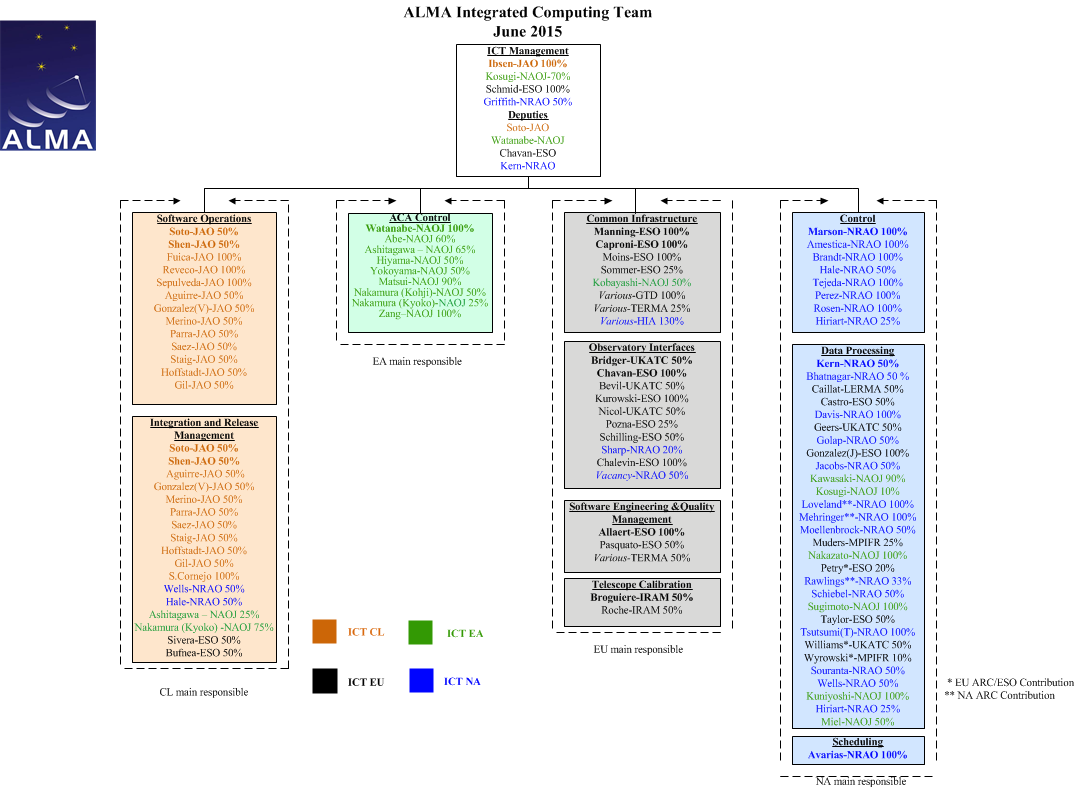 ALMA Integrated Computing Team
June 2015
ALMA
ICT Management
Ibsen-JAO 100%
Kosugi-NAOJ-70%
Schmid-ESO 100%
Griffith-NRAO 50%
Deputies
Soto-JAO
Watanabe-NAOJ
Chavan-ESO
Kern-NRAO
Software Operations
Soto-JAO 50%
Shen-JAO 50%
Fuica-JAO 100%
Reveco-JAO 100%
Sepulveda-JAO 100%
Aguirre-JAO 50%
Gonzalez(V)-JAO 50%
Merino-JAO 50%
Parra-JAO 50%
Saez-JAO 50%
Staig-JAO 50%
Hoffstadt-JAO 50%
Gil-JAO 50%
Integration and Release
Management
Soto-JAO 50%
Shen-JAO 50%
Aguirre-JAO 50%
Gonzalez(V)-JAO 50%
Merino-JAO 50%
Parra-JAO 50%
Saez-JAO 50%
Staig-JAO 50%
Hoffstadt-JAO 50%
Gil-JAO 50%
S.Cornejo 100%
Wells-NRAO 50%
Hale-NRAO 50%
Ashitagawa – NAOJ 25%
Nakamura (Kyoko) -NAOJ 75%
Sivera-ESO 50%
Bufnea-ESO 50%
CL main responsible
ACA Control
Watanabe-NAOJ 100%
Abe-NAOJ 60%
Ashitagawa – NAOJ 65%
Hiyama-NAOJ 50%
Yokoyama-NAOJ 50%
Matsui-NAOJ 90%
Nakamura (Kohji)-NAOJ 50%
Nakamura (Kyoko)-NAOJ 25%
Zang–NAOJ 100%
EA main responsible
ICT CL
ICT EA
ICT EU
ICT NA
Common Infrastructure
Manning-ESO 100%
Caproni-ESO 100%
Moins-ESO 100%
Sommer-ESO 25%
Kobayashi-NAOJ 50%
Various-GTD 100%
Various-TERMA 25%
Various-HIA 130%
Observatory Interfaces
Bridger-UKATC 50%
Chavan-ESO 100%
Bevil-UKATC 50%
Kurowski-ESO 100%
Nicol-UKATC 50%
Pozna-ESO 25%
Schilling-ESO 50%
Sharp-NRAO 20%
Chalevin-ESO 100%
Vacancy-NRAO 50%
Software Engineering &Quality
Management
Allaert-ESO 100%
Pasquato-ESO 50%
Various-TERMA 50%
Telescope Calibration
Broguiere-IRAM 50%
Roche-IRAM 50%
EU main responsible
Control
Marson-NRAO 100%
Amestica-NRAO 100%
Brandt-NRAO 100%
Hale-NRAO 50%
Tejeda-NRAO 100%
Perez-NRAO 100%
Rosen-NRAO 100%
Hiriart-NRAO 25%
Data Processing
Kern-NRAO 50%
Bhatnagar-NRAO 50 %
Caillat-LERMA 50%
Castro-ESO 50%
Davis-NRAO 100%
Geers-UKATC 50%
Golap-NRAO 50%
Gonzalez(J)-ESO 100%
Jacobs-NRAO 50%
Kawasaki-NAOJ 90%
Kosugi-NAOJ 10%
Loveland**-NRAO 100%
Mehringer**-NRAO 100%
Moellenbrock-NRAO 50%
Muders-MPIFR 25%
Nakazato-NAOJ 100%
Petry*-ESO 20%
Rawlings**-NRAO 33%
Schiebel-NRAO 50%
Sugimoto-NAOJ 100%
Taylor-ESO 50%
Tsutsumi(T)-NRAO 100%
Williams*-UKATC 50%
Wyrowski*-MPIFR 10%
Souranta-NRAO 50%
Wells-NRAO 50%
Kuniyoshi-NAOJ 100%
Hiriart-NRAO 25%
Miel-NAOJ 50%
Scheduling
Avarias-NRAO 100%
NA main responsible
* EU ARC/ESO Contribution
** NA ARC Contribution